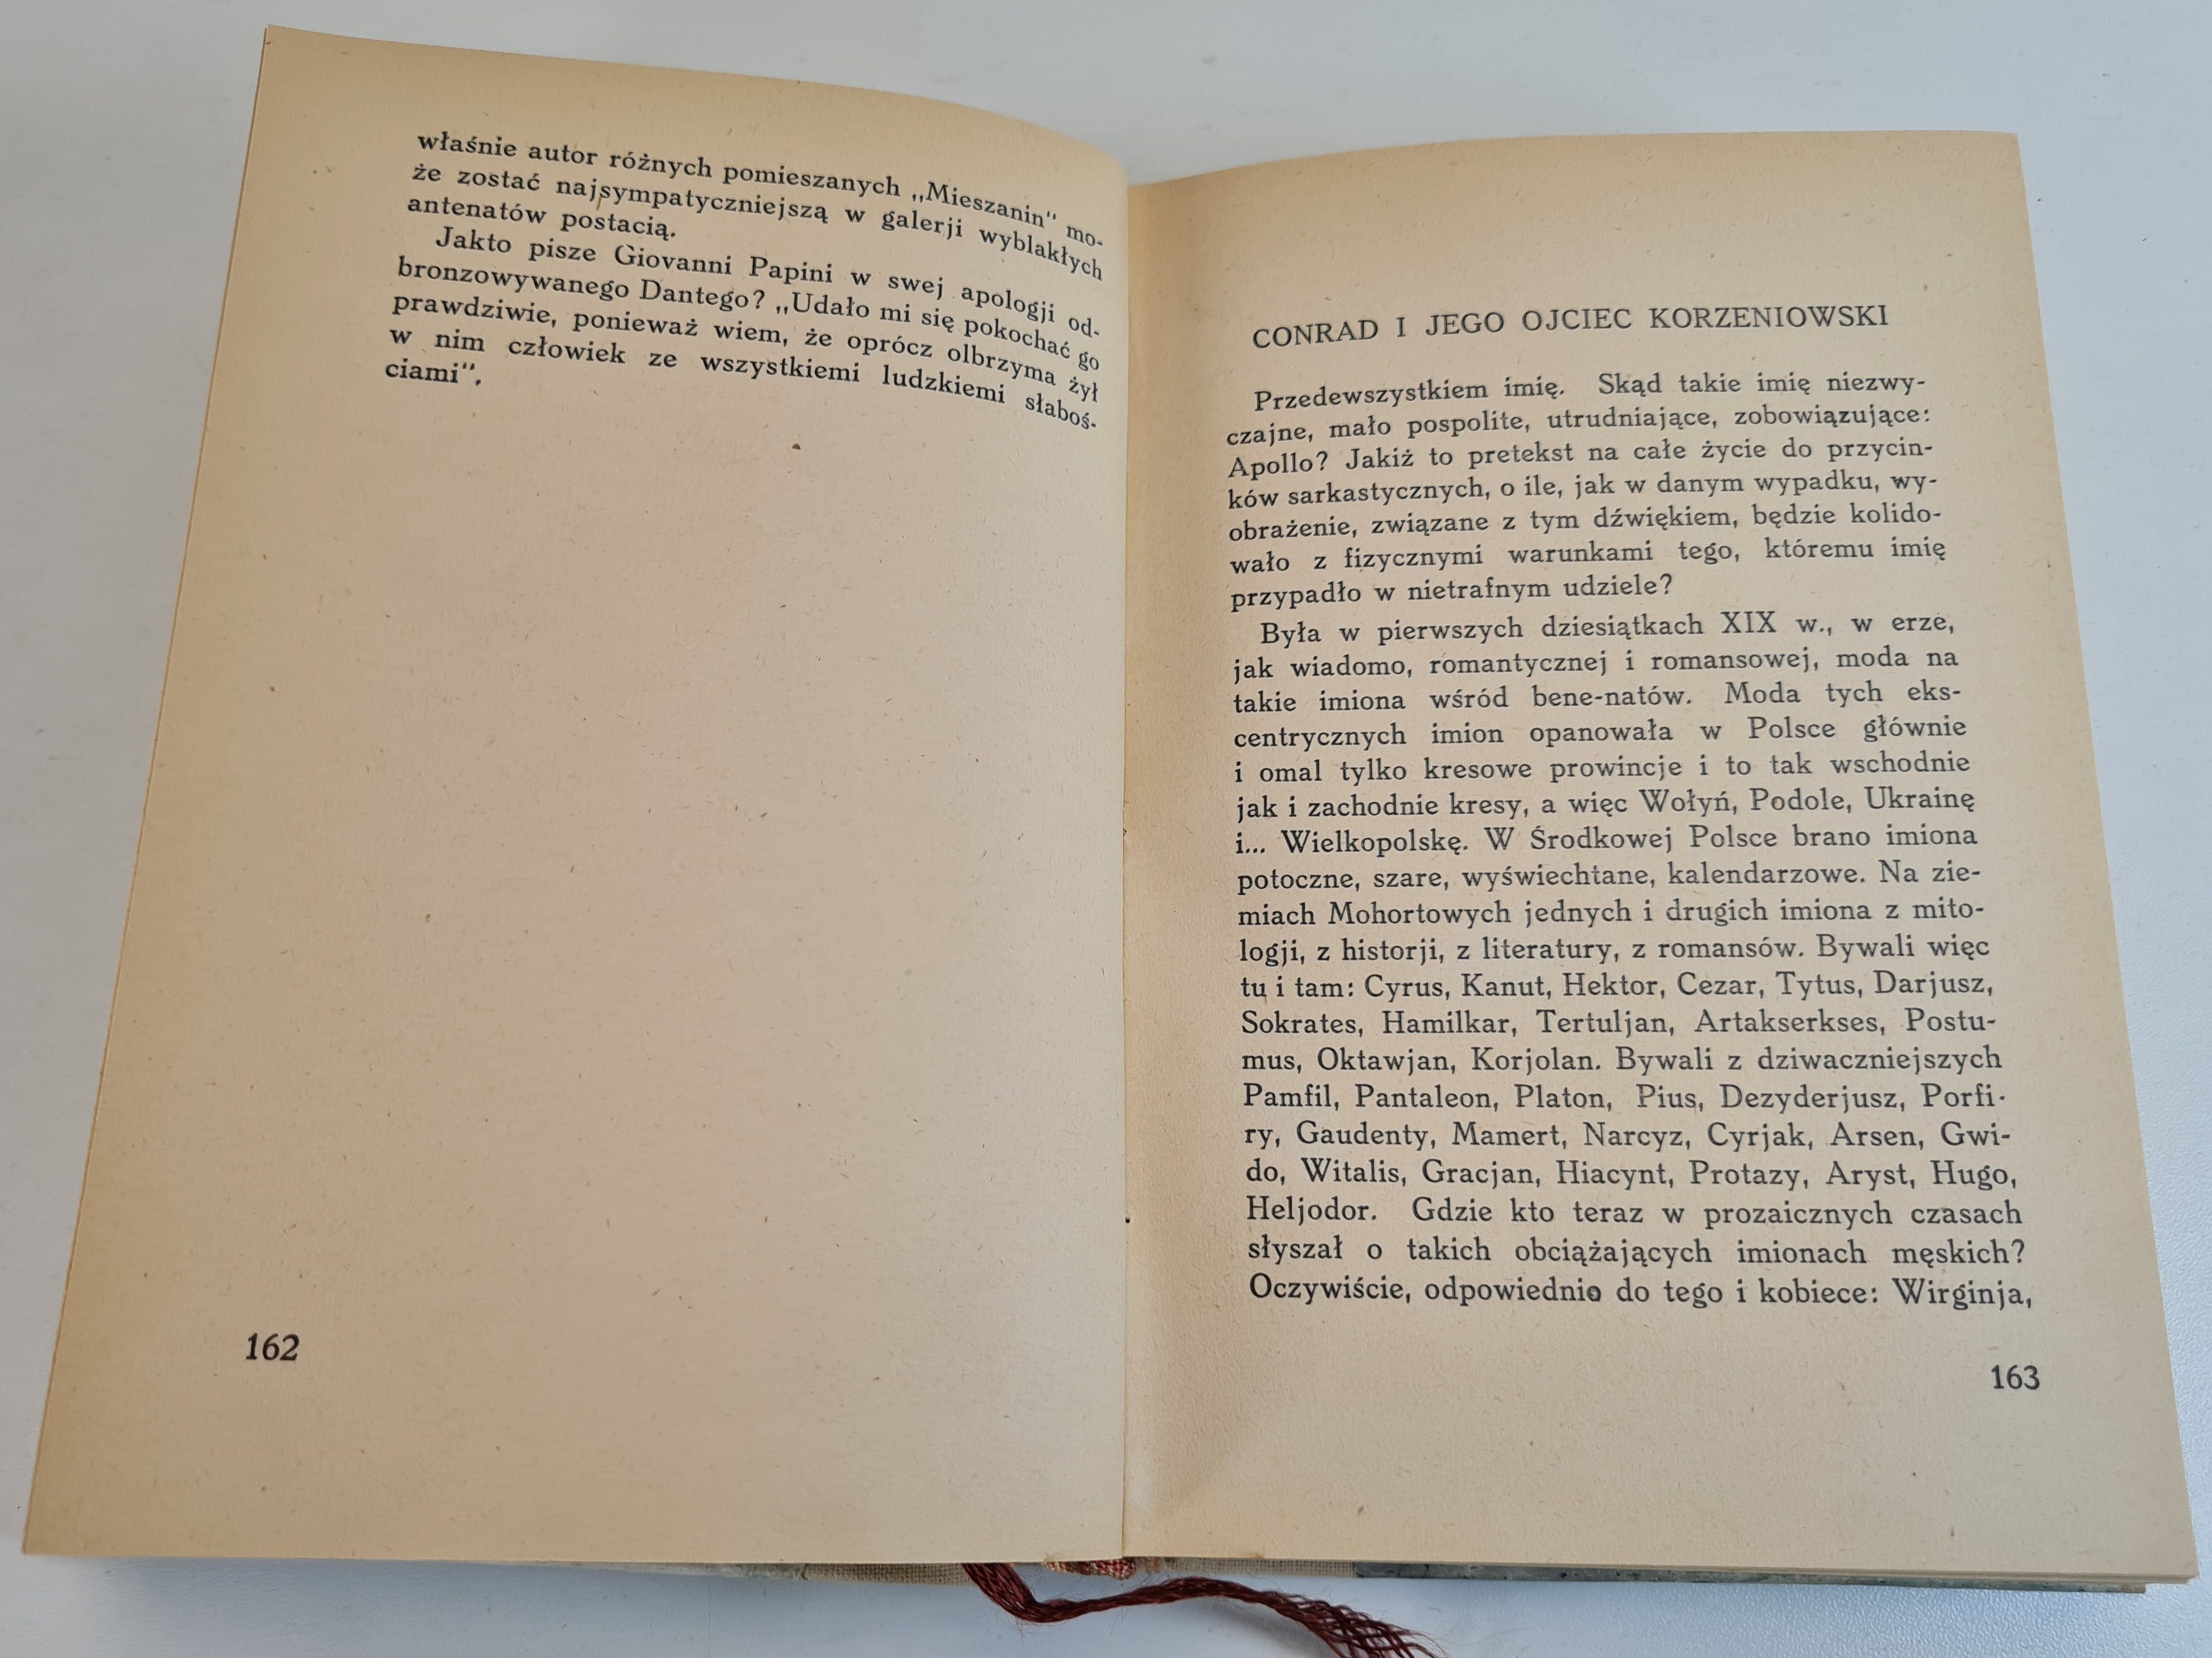 właśnie autor różnych pomieszanych „Mieszanin" mo-
że zostać najsympatyczniejszą w galerji wyblakłych
antenatów postacią.
Jakto pisze Giovanni Papini w swej apologji od-
bronzowywanego Dantego? „Udało mi się pokochać go
prawdziwie, ponieważ wiem, że oprócz olbrzyma żył
w nim człowiek ze wszystkiemi ludzkiemi słaboś-
ciami".
162
CONRAD I JEGO OJCIEC KORZENIOWSKI
Przedewszystkiem imię. Skąd takie imię niezwy-
czajne, mało pospolite, utrudniające, zobowiązujące:
Apollo? Jakiż to pretekst na całe życie do przycin-
ków sarkastycznych, o ile, jak w danym wypadku, wy-
obrażenie, związane z tym dźwiękiem, będzie kolido-
wało z fizycznymi warunkami tego, któremu imię
przypadło w nietrafnym udziele?
Była w pierwszych dziesiątkach XIX w., w erze,
jak wiadomo, romantycznej i romansowej, moda na
takie imiona wśród bene-natów. Moda tych eks-
centrycznych imion opanowała w Polsce głównie
i omal tylko kresowe prowincje i to tak wschodnie
jak i zachodnie kresy, a więc Wołyń, Podole, Ukrainę
i... Wielkopolskę. W Środkowej Polsce brano imiona
potoczne, szare, wyświechtane, kalendarzowe. Na zie-
miach Mohortowych jednych i drugich imiona z mito-
logji, z historji, z literatury, z romansów. Bywali więc
tu i tam: Cyrus, Kanut, Hektor, Cezar, Tytus, Darjusz,
Sokrates, Hamilkar, Tertuljan, Artakserkses, Postu-
mus, Oktawjan, Korjolan. Bywali z dziwaczniejszych
Pamfil, Pantaleon, Platon, Pius, Dezyderjusz, Porfi-
ry, Gaudenty, Mamert, Narcyz, Cyrjak, Arsen, Gwi-
do, Witalis, Gracjan, Hiacynt, Protazy, Aryst, Hugo,
Heljodor. Gdzie kto teraz w prozaicznych czasach
słyszał o takich obciążających imionach męskich?
Oczywiście, odpowiednio do tego i kobiece: Wirginja,
163